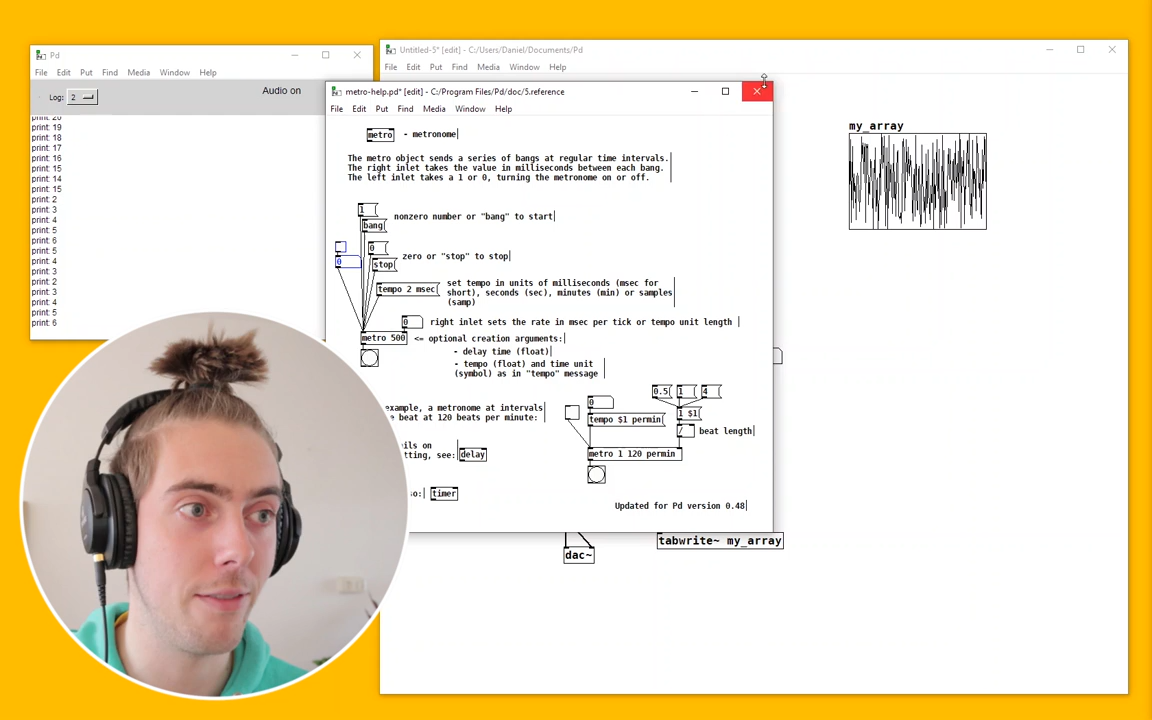 Pd
File Edit Put Find Media Window Help
Log: 2
Audio on
print: 20
print: 19
print: 18
print: 17
print: 16
print: 15
print: 14
print: 15
print: 2
print: 3
print: 4
print: 5
print: 6
print: 5
print: 4
print: 3
print: 2
print: 3
print: 4
print: 5
print: 6
Untitled-5* [edit] - C:/Users/Daniel/Documents/Pd
File Edit Put Find Media Window Help
my_array
dac~
tabwrite~ my_array
metro-help.pd* [edit] - C:/Program Files/Pd/doc/5.reference
File Edit Put Find Media Window Help
metro - metronome
The metro object sends a series of bangs at regular time intervals.
The right inlet takes the value in milliseconds between each bang.
The left inlet takes a 1 or 0, turning the metronome on or off.
1
bang
nonzero number or "bang" to start
0
0
stop
zero or "stop" to stop
tempo 2 msec
set tempo in units of milliseconds (msec for
short), seconds (sec), minutes (min) or samples
(samp)
0
right inlet sets the rate in msec per tick or tempo unit length
metro 500
<= optional creation arguments:
- delay time (float)
- tempo (float) and time unit
(symbol) as in "tempo" message
example, a metronome at intervals
beat at 120 beats per minute:
0
tempo $1 permin
0.5 1 4
1 $1
/
beat length
metro 1 120 permin
see: delay
timer
Updated for Pd version 0.48